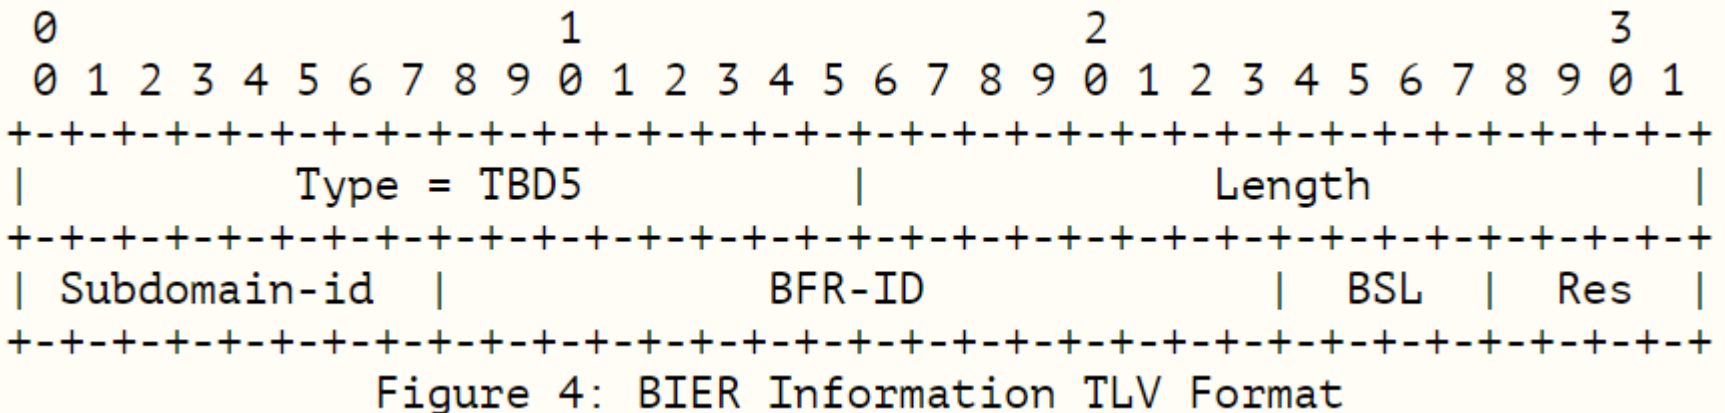 0                   1                   2                   3
 0 1 2 3 4 5 6 7 8 9 0 1 2 3 4 5 6 7 8 9 0 1 2 3 4 5 6 7 8 9 0 1
+-+-+-+-+-+-+-+-+-+-+-+-+-+-+-+-+-+-+-+-+-+-+-+-+-+-+-+-+-+-+-+-+
|          Type = TBD5          |             Length            |
+-+-+-+-+-+-+-+-+-+-+-+-+-+-+-+-+-+-+-+-+-+-+-+-+-+-+-+-+-+-+-+-+
| Subdomain-id  |            BFR-ID             |  BSL  |  Res  |
+-+-+-+-+-+-+-+-+-+-+-+-+-+-+-+-+-+-+-+-+-+-+-+-+-+-+-+-+-+-+-+-+
              Figure 4: BIER Information TLV Format